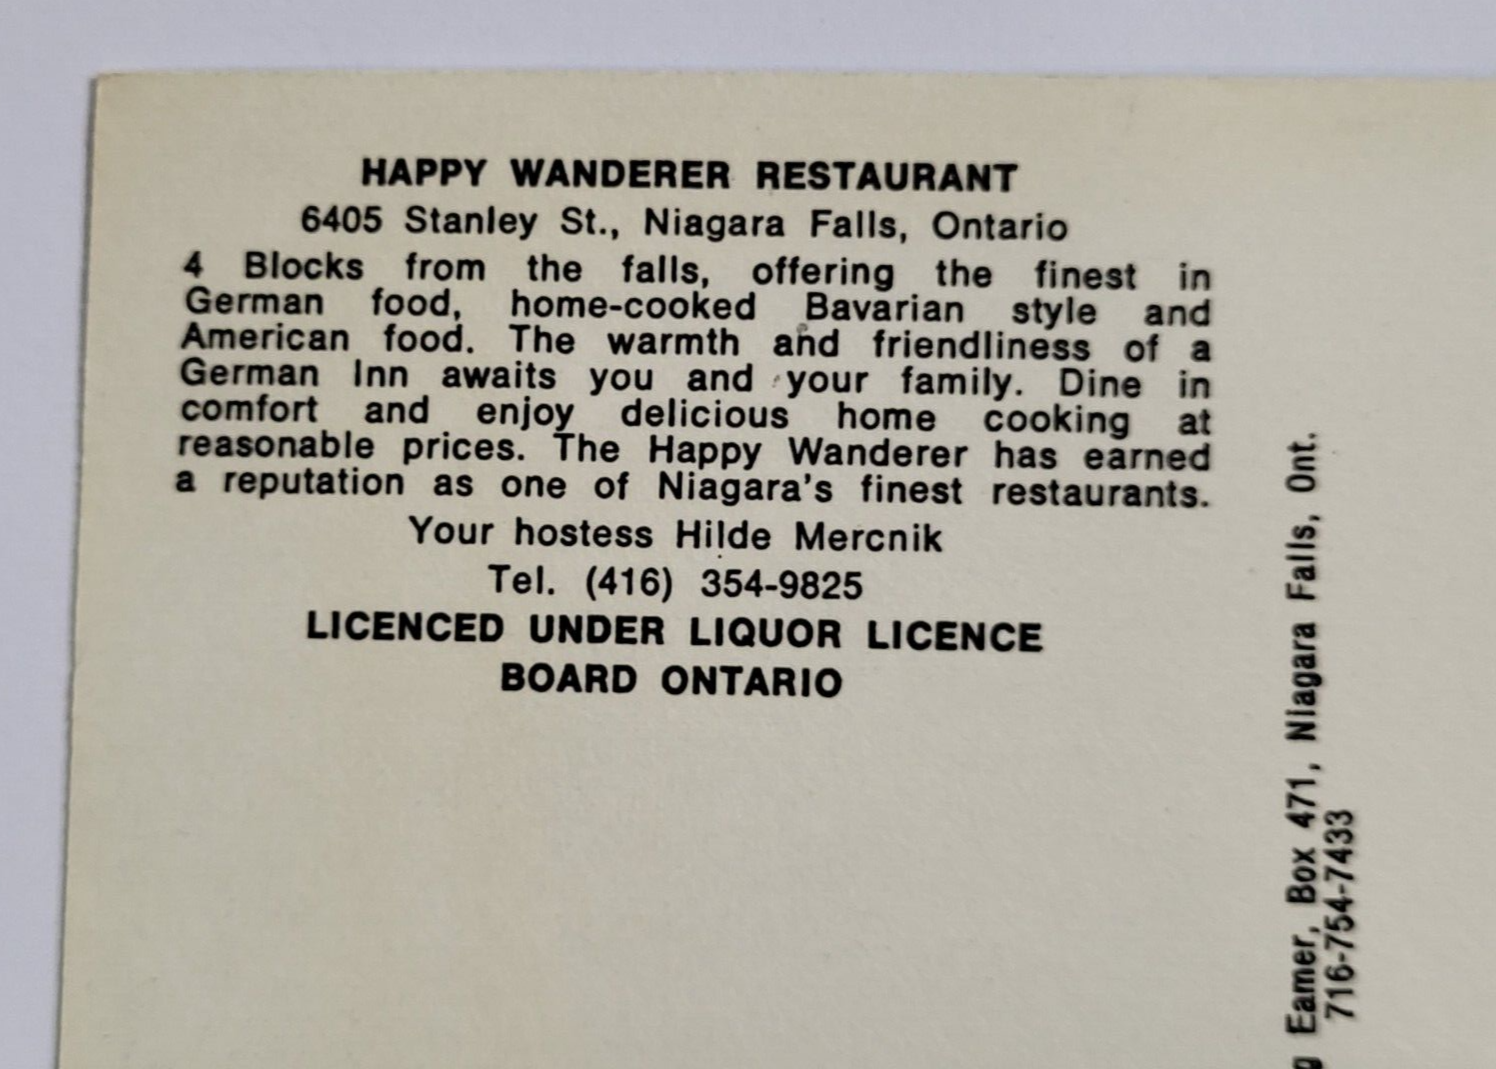 HAPPY WANDERER RESTAURANT
6405 Stanley St., Niagara Falls, Ontario
4 Blocks from the falls, offering the finest in
German food, home-cooked Bavarian style and
American food. The warmth and friendliness of a
German Inn awaits you and your family. Dine in
comfort and enjoy delicious home cooking at
reasonable prices. The Happy Wanderer has earned
a reputation as one of Niagara's finest restaurants.
Your hostess Hilde Mercnik
Tel. (416) 354-9825
LICENCED UNDER LIQUOR LICENCE
BOARD ONTARIO
Eamer, Box 471, Niagara Falls, Ont.
716-754-7433